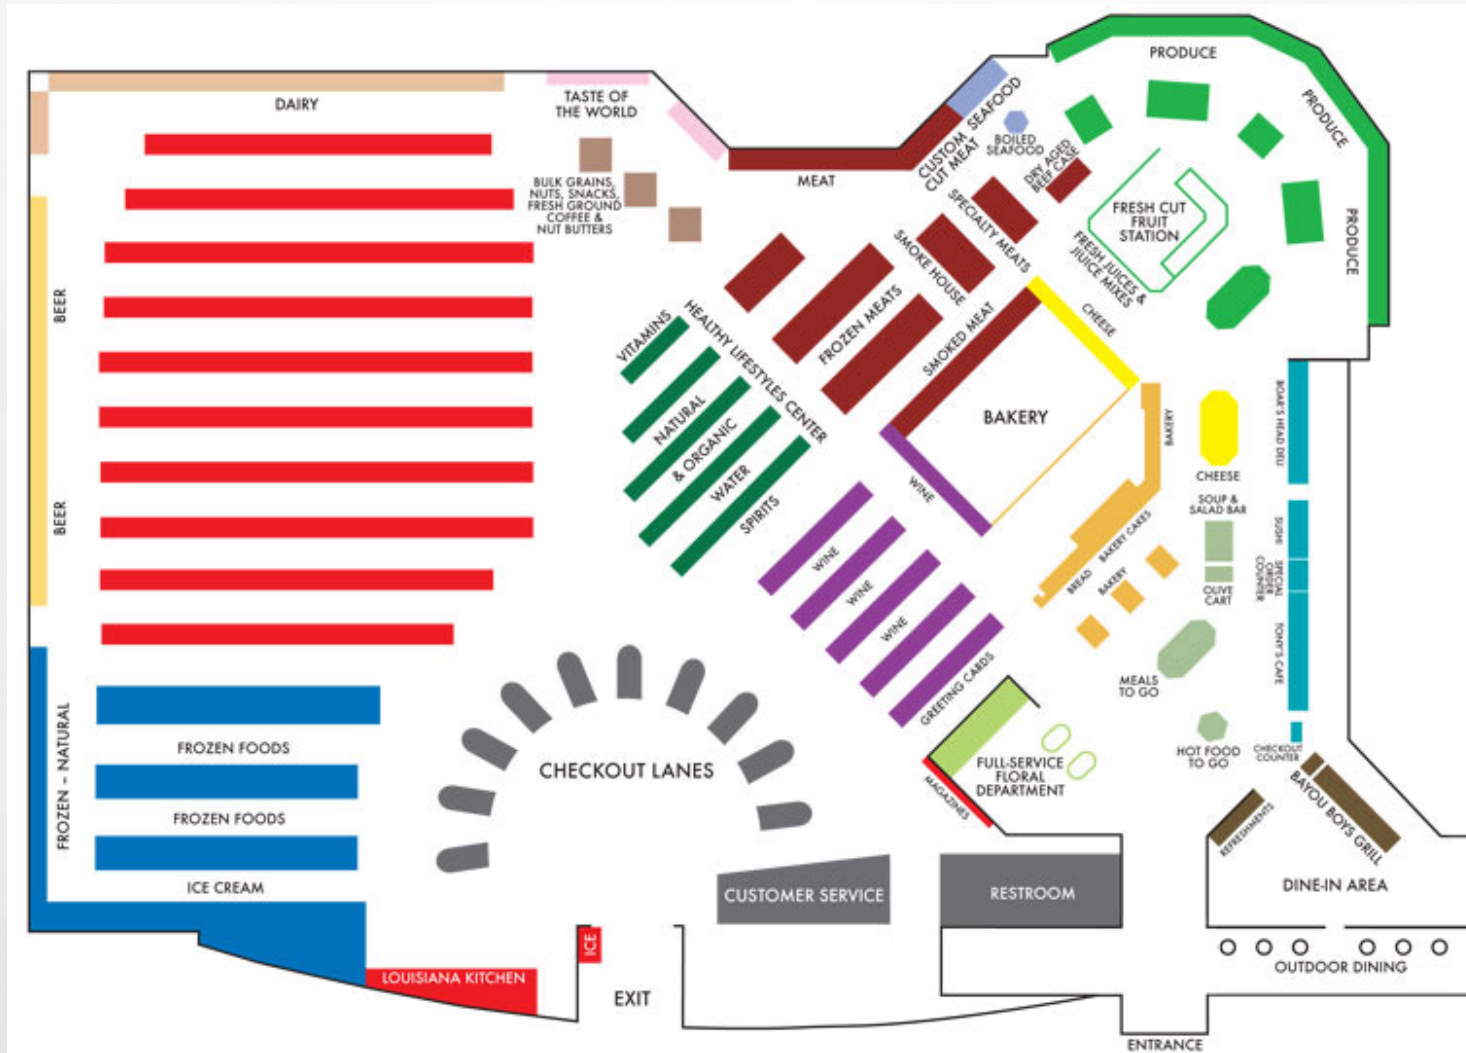 DAIRY
TASTE OF
THE WORLD
BULK GRAINS,
NUTS, SNACKS,
FRESH GROUND
COFFEE &
NUT BUTTERS
MEAT
CUSTOM
CUT MEAT
SEAFOOD
BOILED
SEAFOOD
DRY AGED
BEEF CASE
PRODUCE
PRODUCE
PRODUCE
FRESH CUT
FRUIT
STATION
FRESH JUICES &
JIUICE MIXES
SPECIALTY MEATS
SMOKE HOUSE
FROZEN MEATS
SMOKED MEAT
CHEESE
BAKERY
BEER
BEER
VITAMINS
HEALTHY LIFESTYLES CENTER
NATURAL
& ORGANIC
WATER
SPIRITS
WINE
WINE
WINE
WINE
GREETING CARDS
BAKERY
BREAD
BAKERY CAKES
BAKERY
CHEESE
BOAR'S HEAD DELI
SOUP &
SALAD BAR
SUSHI
OLIVE
CART
SPECIAL
ORDER
COUNTER
TONY'S CAFE
MEALS
TO GO
HOT FOOD
TO GO
CHECKOUT
COUNTER
BAYOU BOYS GRILL
REFRESHMENTS
FULL-SERVICE
FLORAL
DEPARTMENT
MAGAZINES
CHECKOUT LANES
FROZEN – NATURAL
FROZEN FOODS
FROZEN FOODS
ICE CREAM
CUSTOMER SERVICE
RESTROOM
DINE-IN AREA
LOUISIANA KITCHEN
ICE
EXIT
OUTDOOR DINING
ENTRANCE